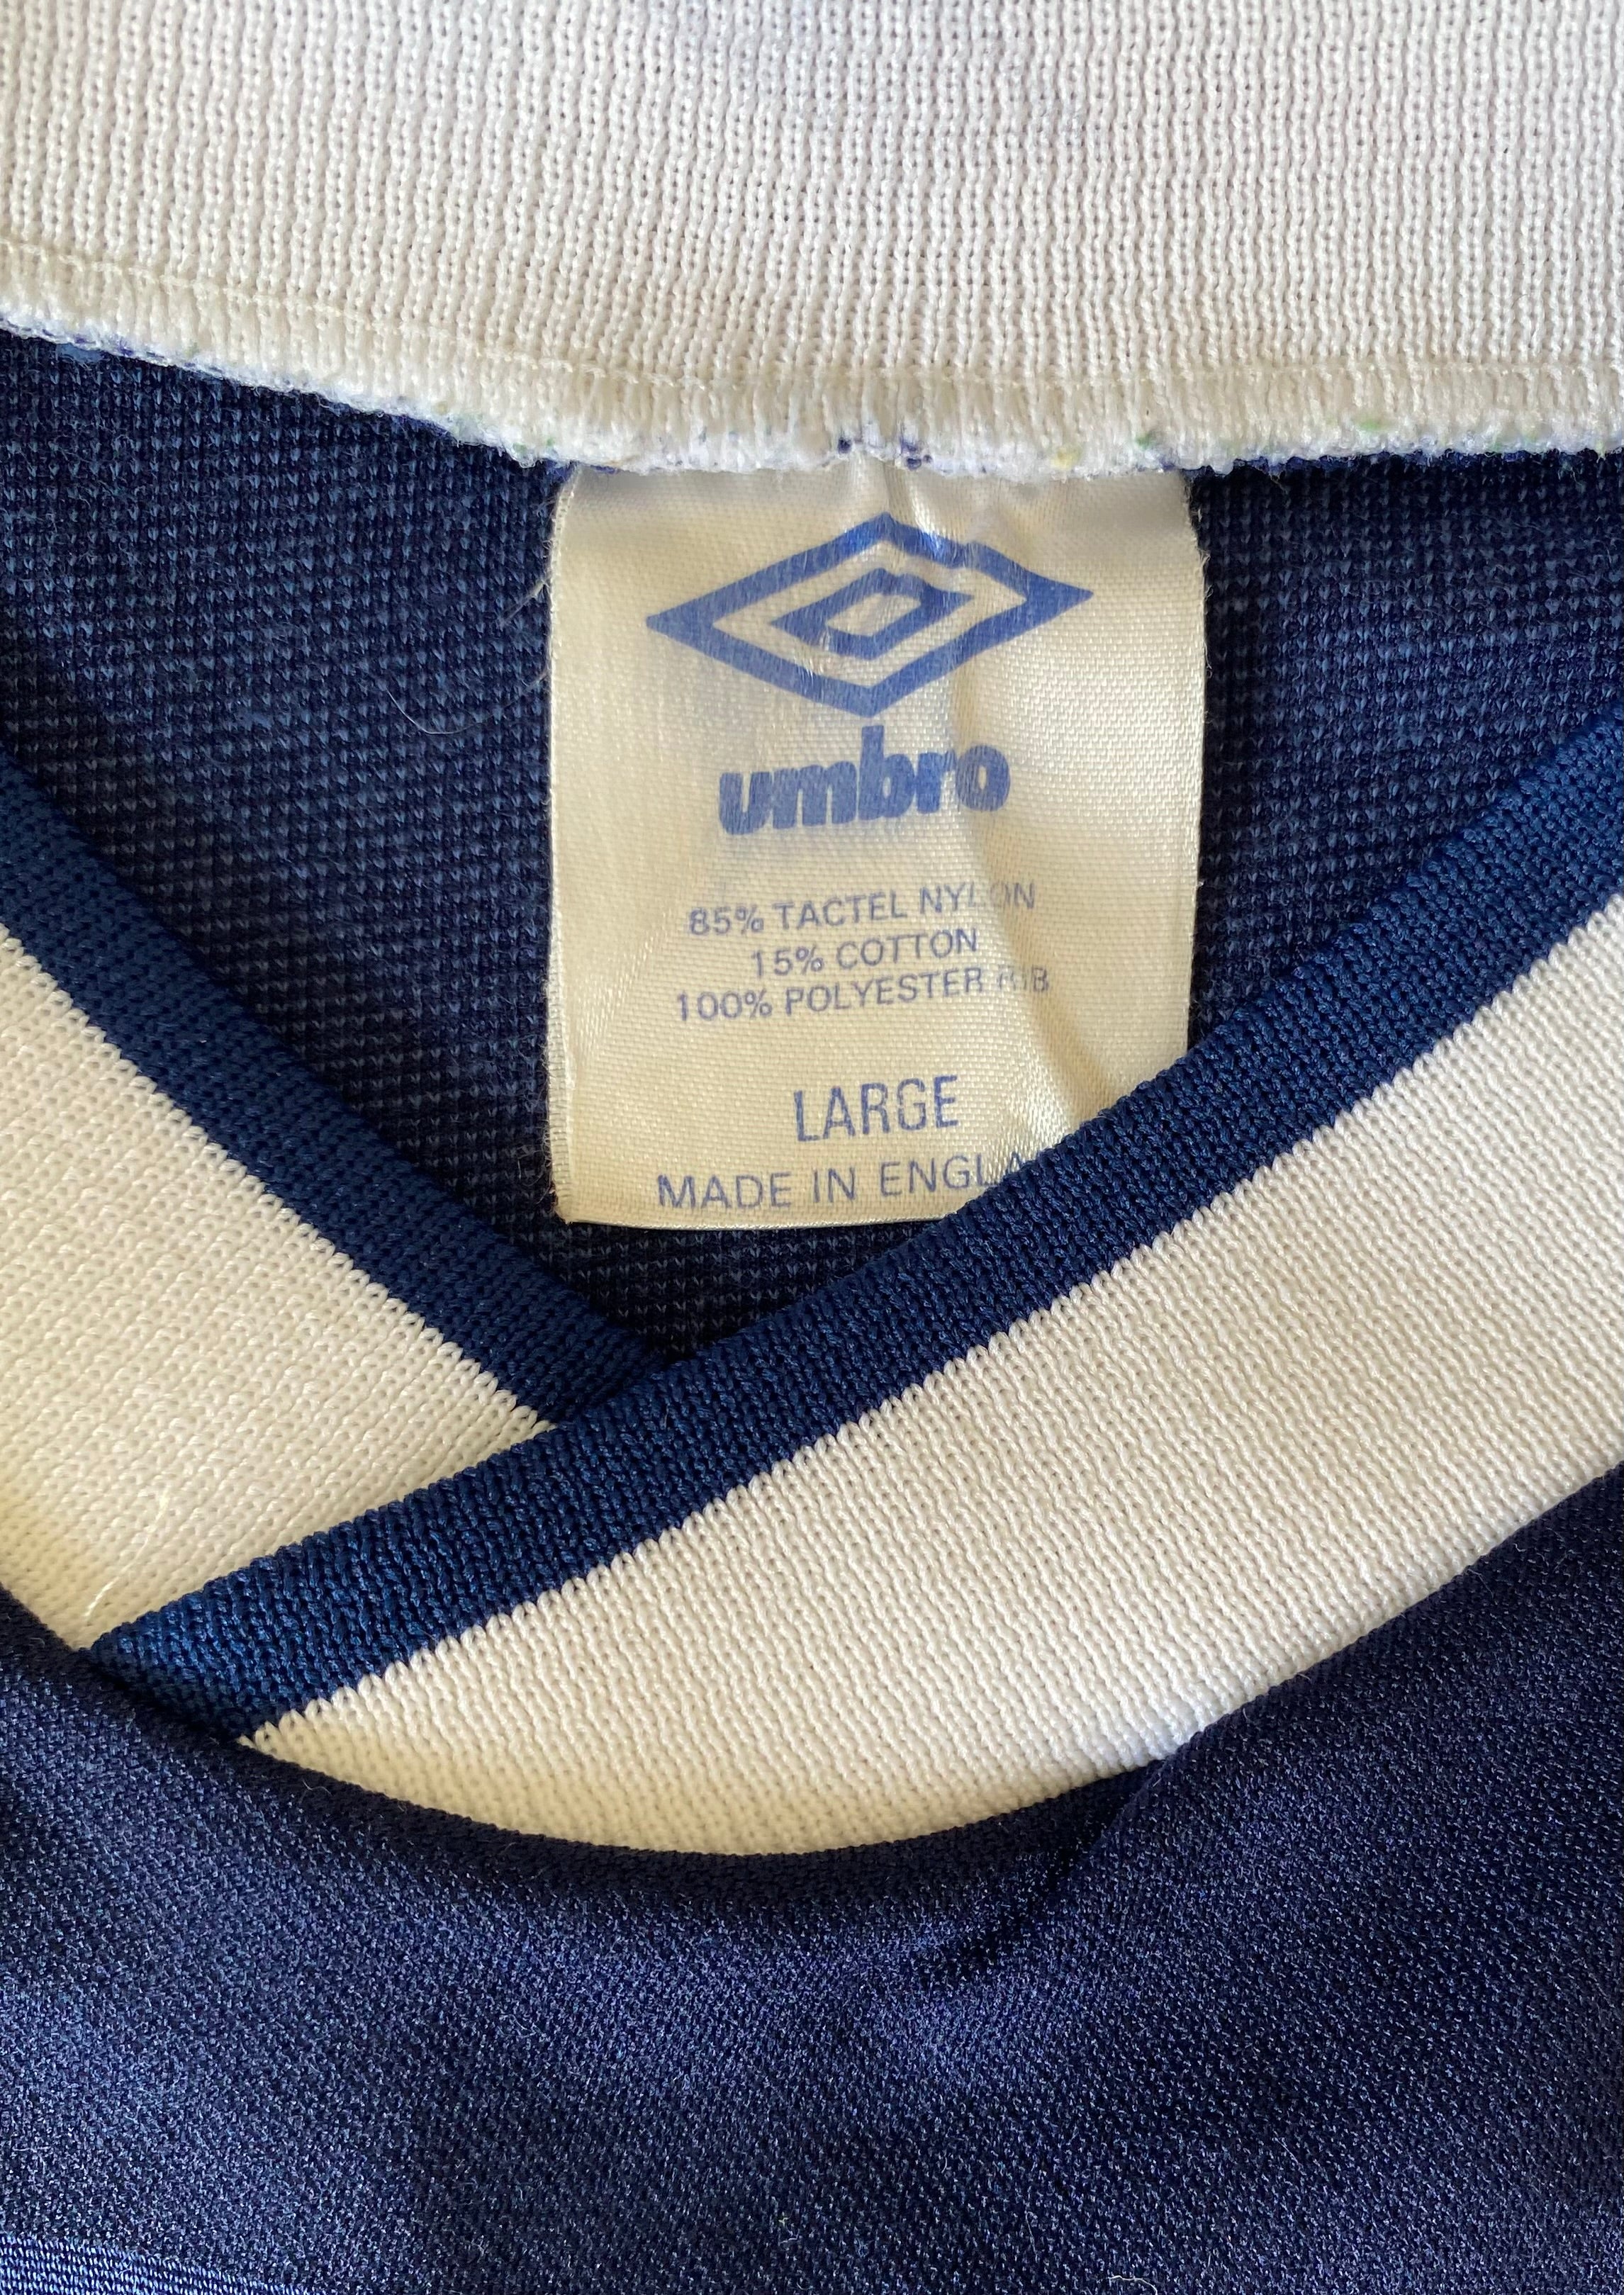 umbro
85% TACTEL NYLON
15% COTTON
100% POLYESTER RIB
LARGE
MADE IN ENGLA